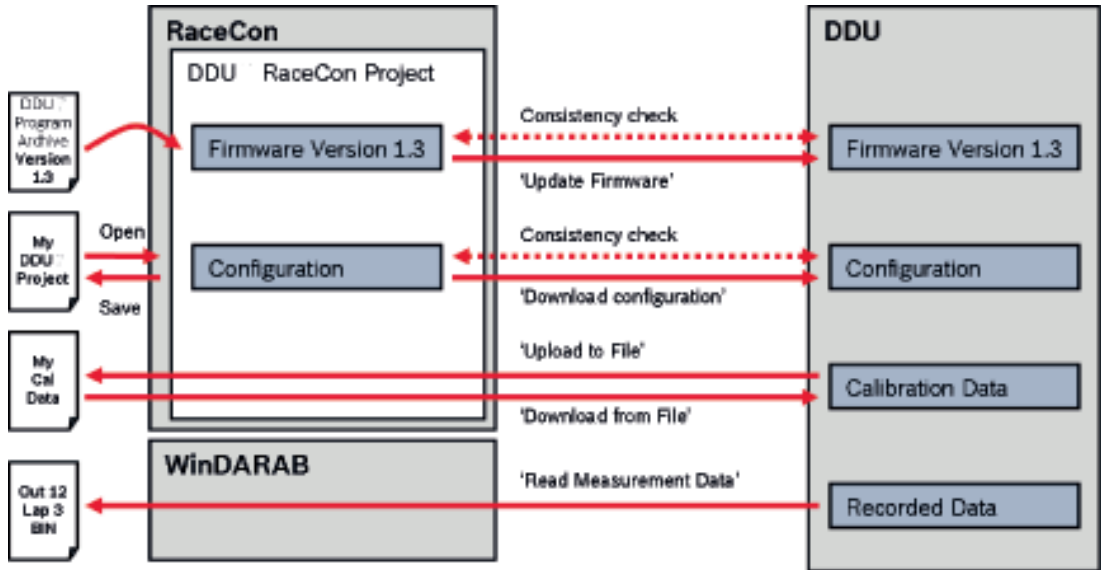 RaceCon
DDU RaceCon Project
DDU
Program
Archive
Version
1.3
Firmware Version 1.3
Consistency check
'Update Firmware'
DDU
Firmware Version 1.3
My
DDU
Project
Open
Save
Configuration
Consistency check
'Download configuration'
Configuration
My
Cal
Data
'Upload to File'
'Download from File'
Calibration Data
WinDARAB
Out 12
Lap 3
BIN
'Read Measurement Data'
Recorded Data